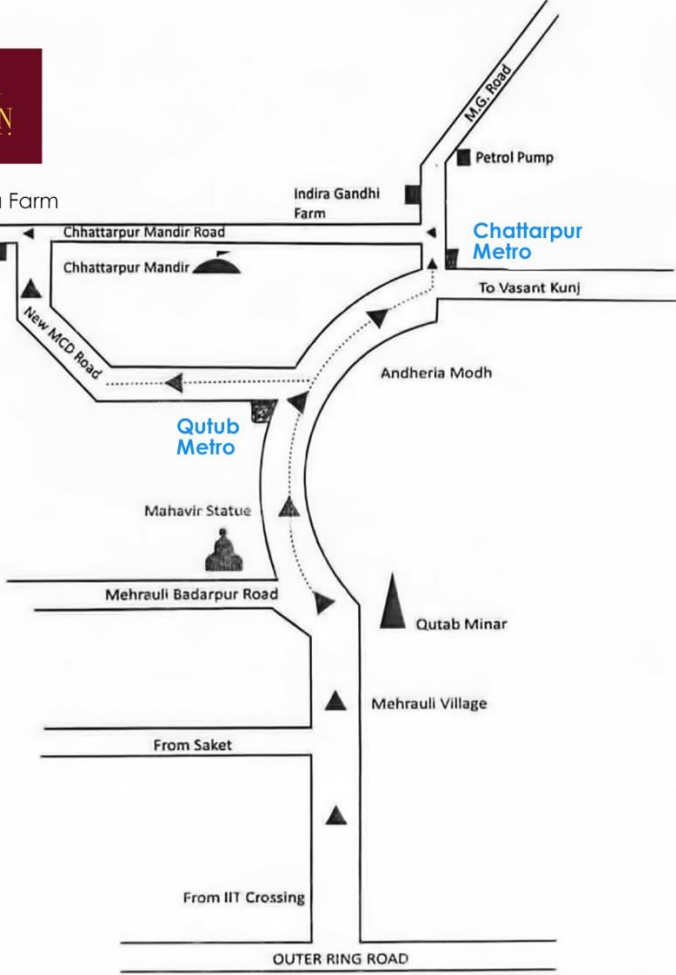 M.G. Road
N
Petrol Pump
Farm
Indira Gandhi
Farm
Chhattarpur Mandir Road
Chattarpur
Metro
Chhattarpur Mandir
To Vasant Kunj
New MCD Road
Andheria Modh
Qutub
Metro
Mahavir Statue
Mehrauli Badarpur Road
Qutab Minar
Mehrauli Village
From Saket
From IIT Crossing
OUTER RING ROAD